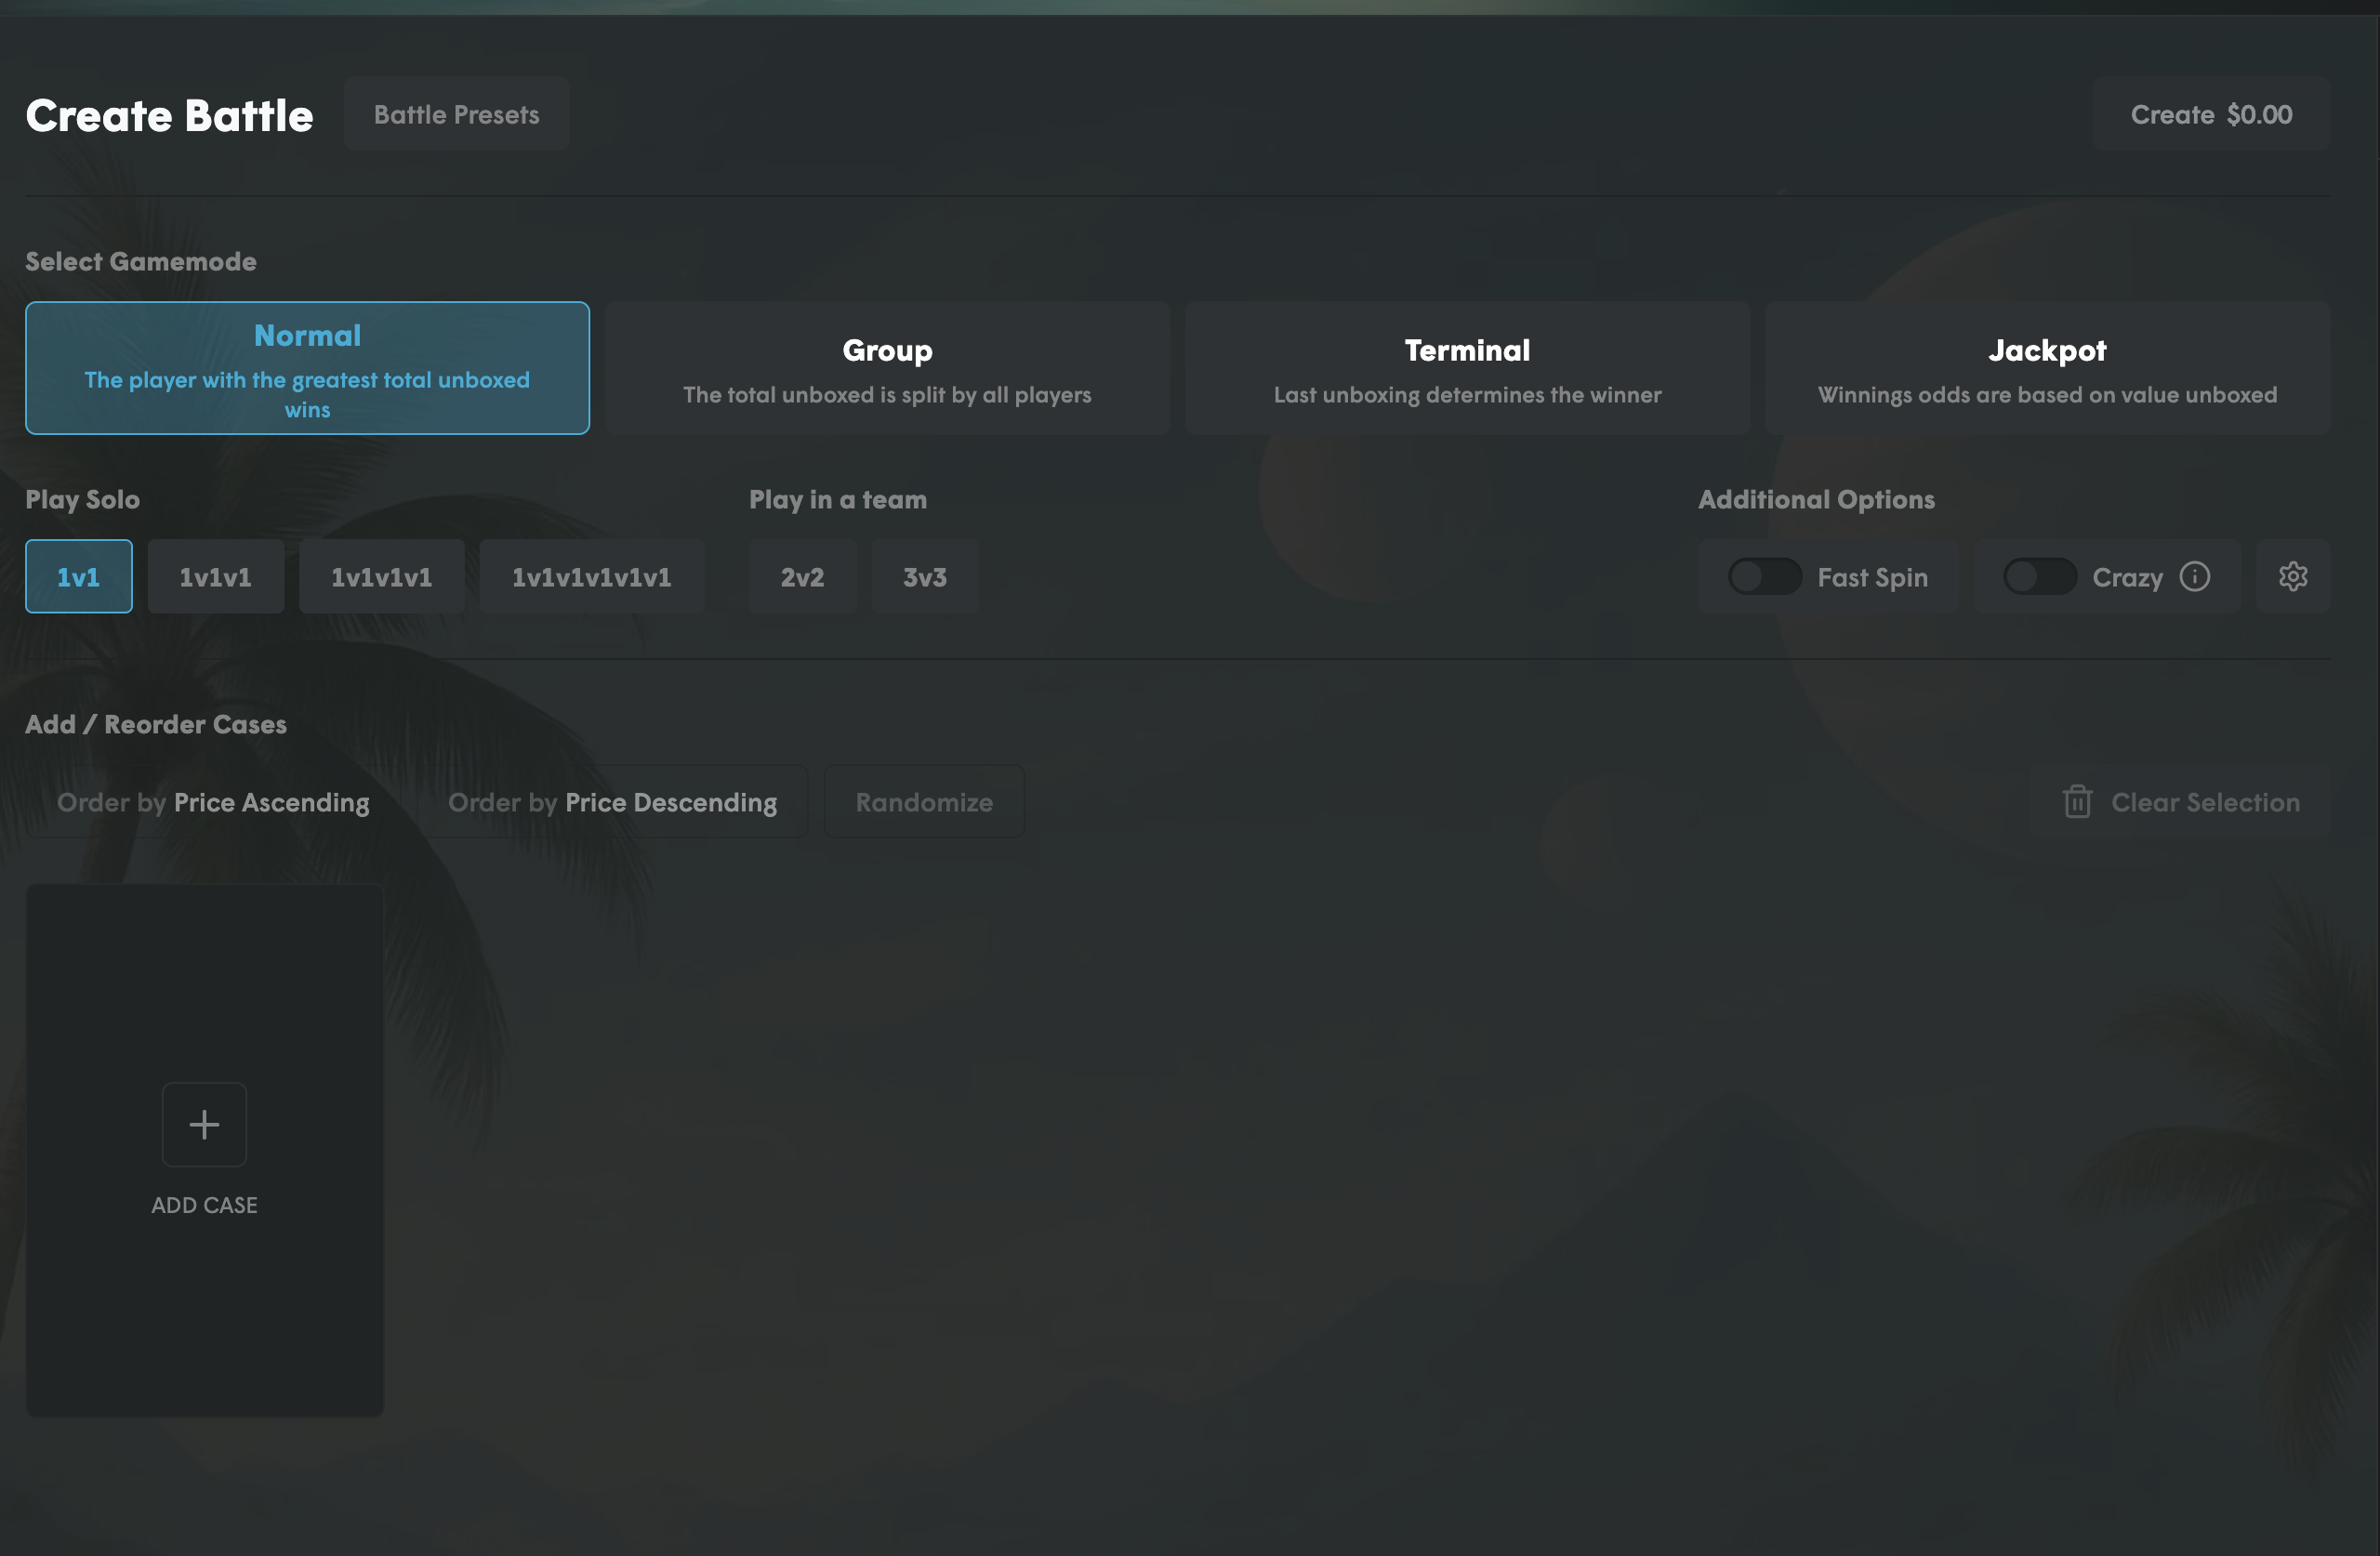 Create Battle
Battle Presets
Create $0.00
Select Gamemode
Normal
The player with the greatest total unboxed
wins
Group
The total unboxed is split by all players
Terminal
Last unboxing determines the winner
Jackpot
Winnings odds are based on value unboxed
Play Solo
1v1
1v1v1
1v1v1v1
1v1v1v1v1v1
Play in a team
2v2
3v3
Additional Options
Fast Spin
Crazy
Add / Reorder Cases
Order by Price Ascending
Order by Price Descending
Randomize
Clear Selection
ADD CASE